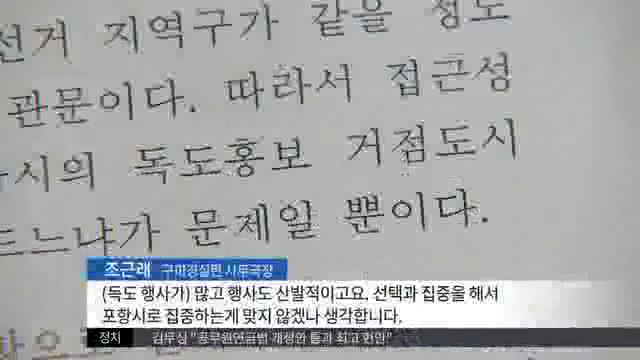 선거 지역구가 같을 정도
관문이다. 따라서 접근성
시의 독도홍보 거점도시
드느냐가 문제일 뿐이다.
조근래 구미경실련 사무국장
(독도 행사가) 많고 행사도 산발적이고요. 선택과 집중을 해서
포항시로 집중하는게 맞지 않겠나 생각합니다.
정치 김무성 "공무원연금법 개정안 통과 최고 현안"